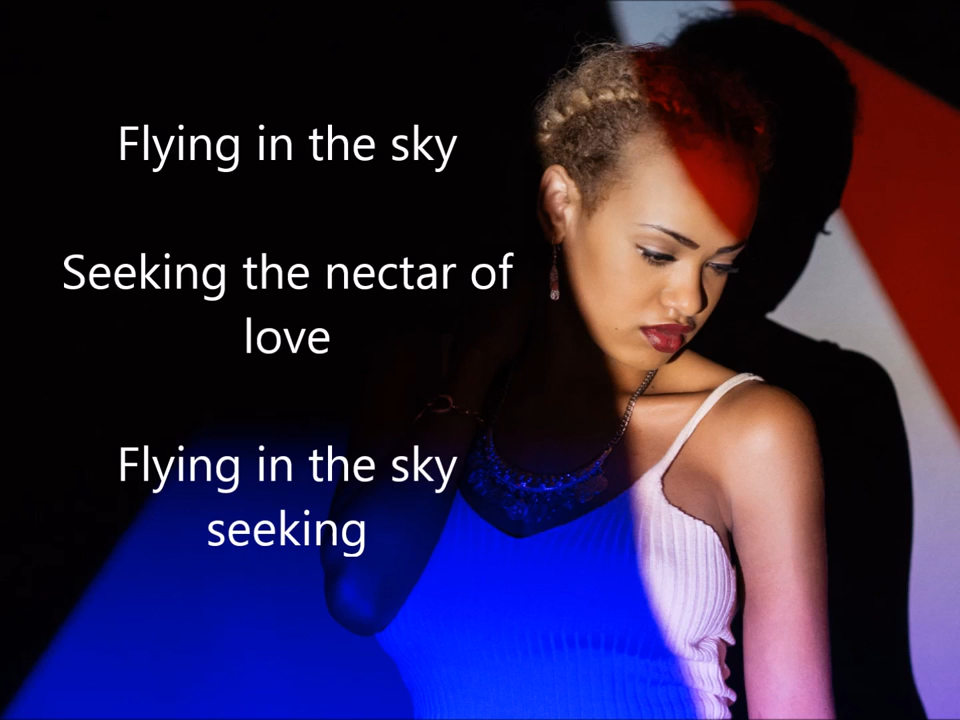 Flying in the sky
Seeking the nectar of
love
Flying in the sky
seeking